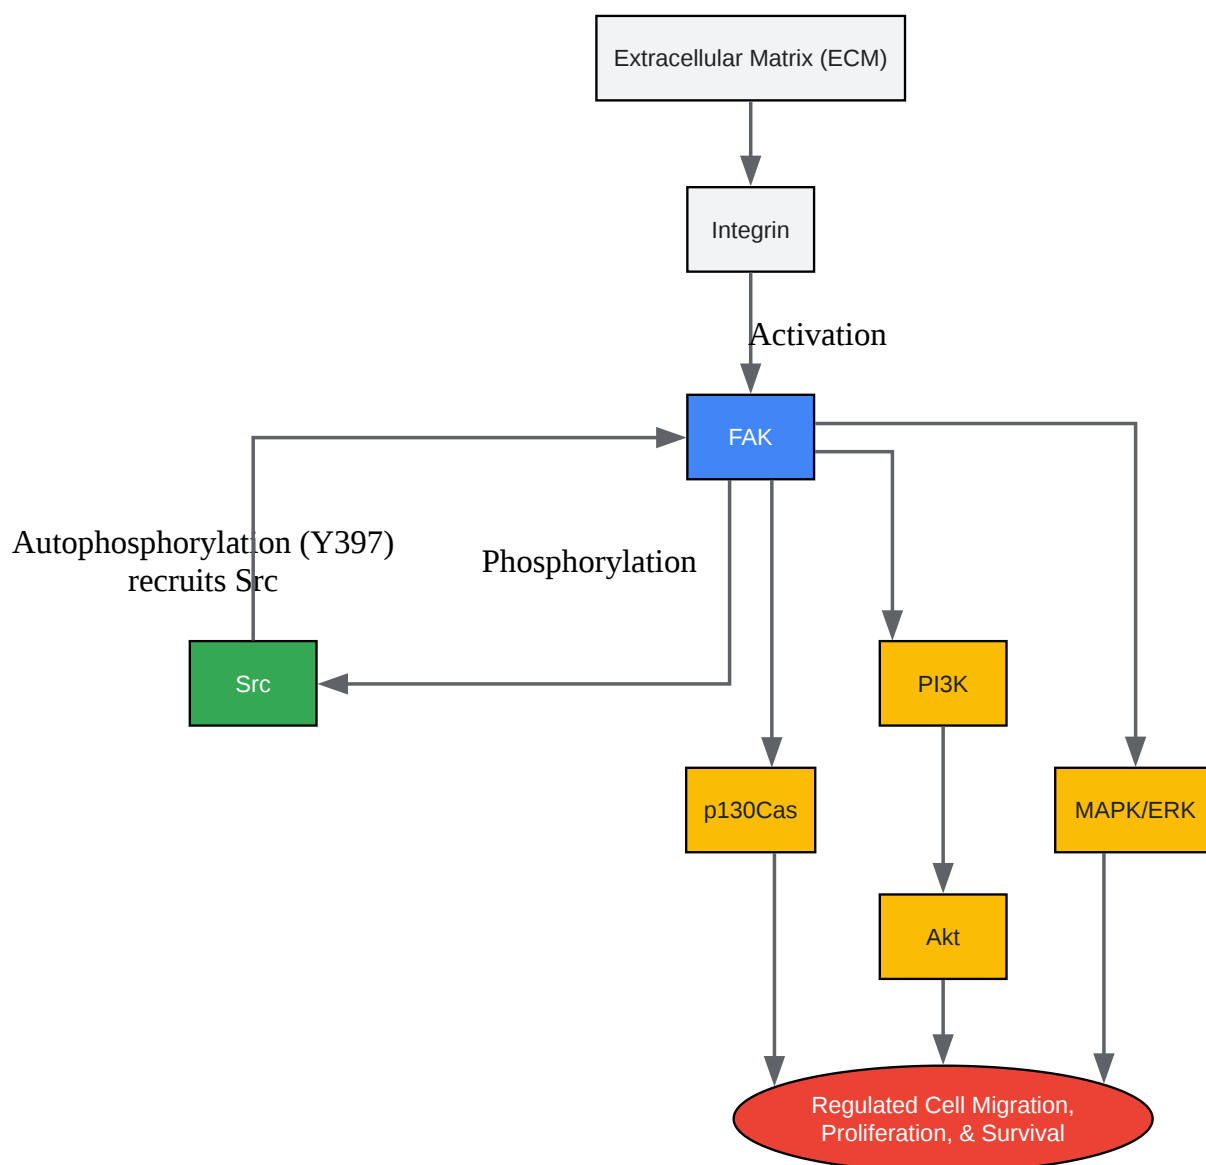 Extracellular Matrix (ECM)
Integrin
Activation
FAK
Autophosphorylation (Y397)
recruits Src
Phosphorylation
Src
PI3K
p130Cas
MAPK/ERK
Akt
Regulated Cell Migration,
Proliferation, & Survival